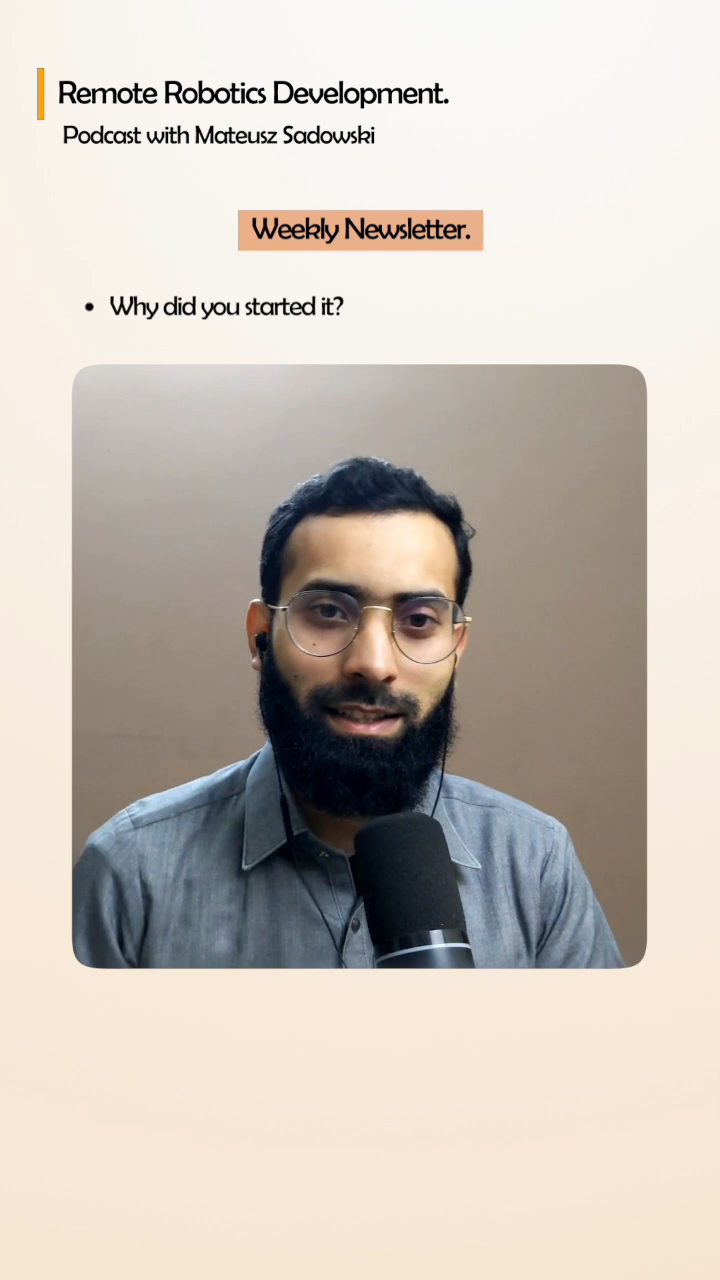 Remote Robotics Development.
Podcast with Mateusz Sadowski
Weekly Newsletter.
• Why did you started it?